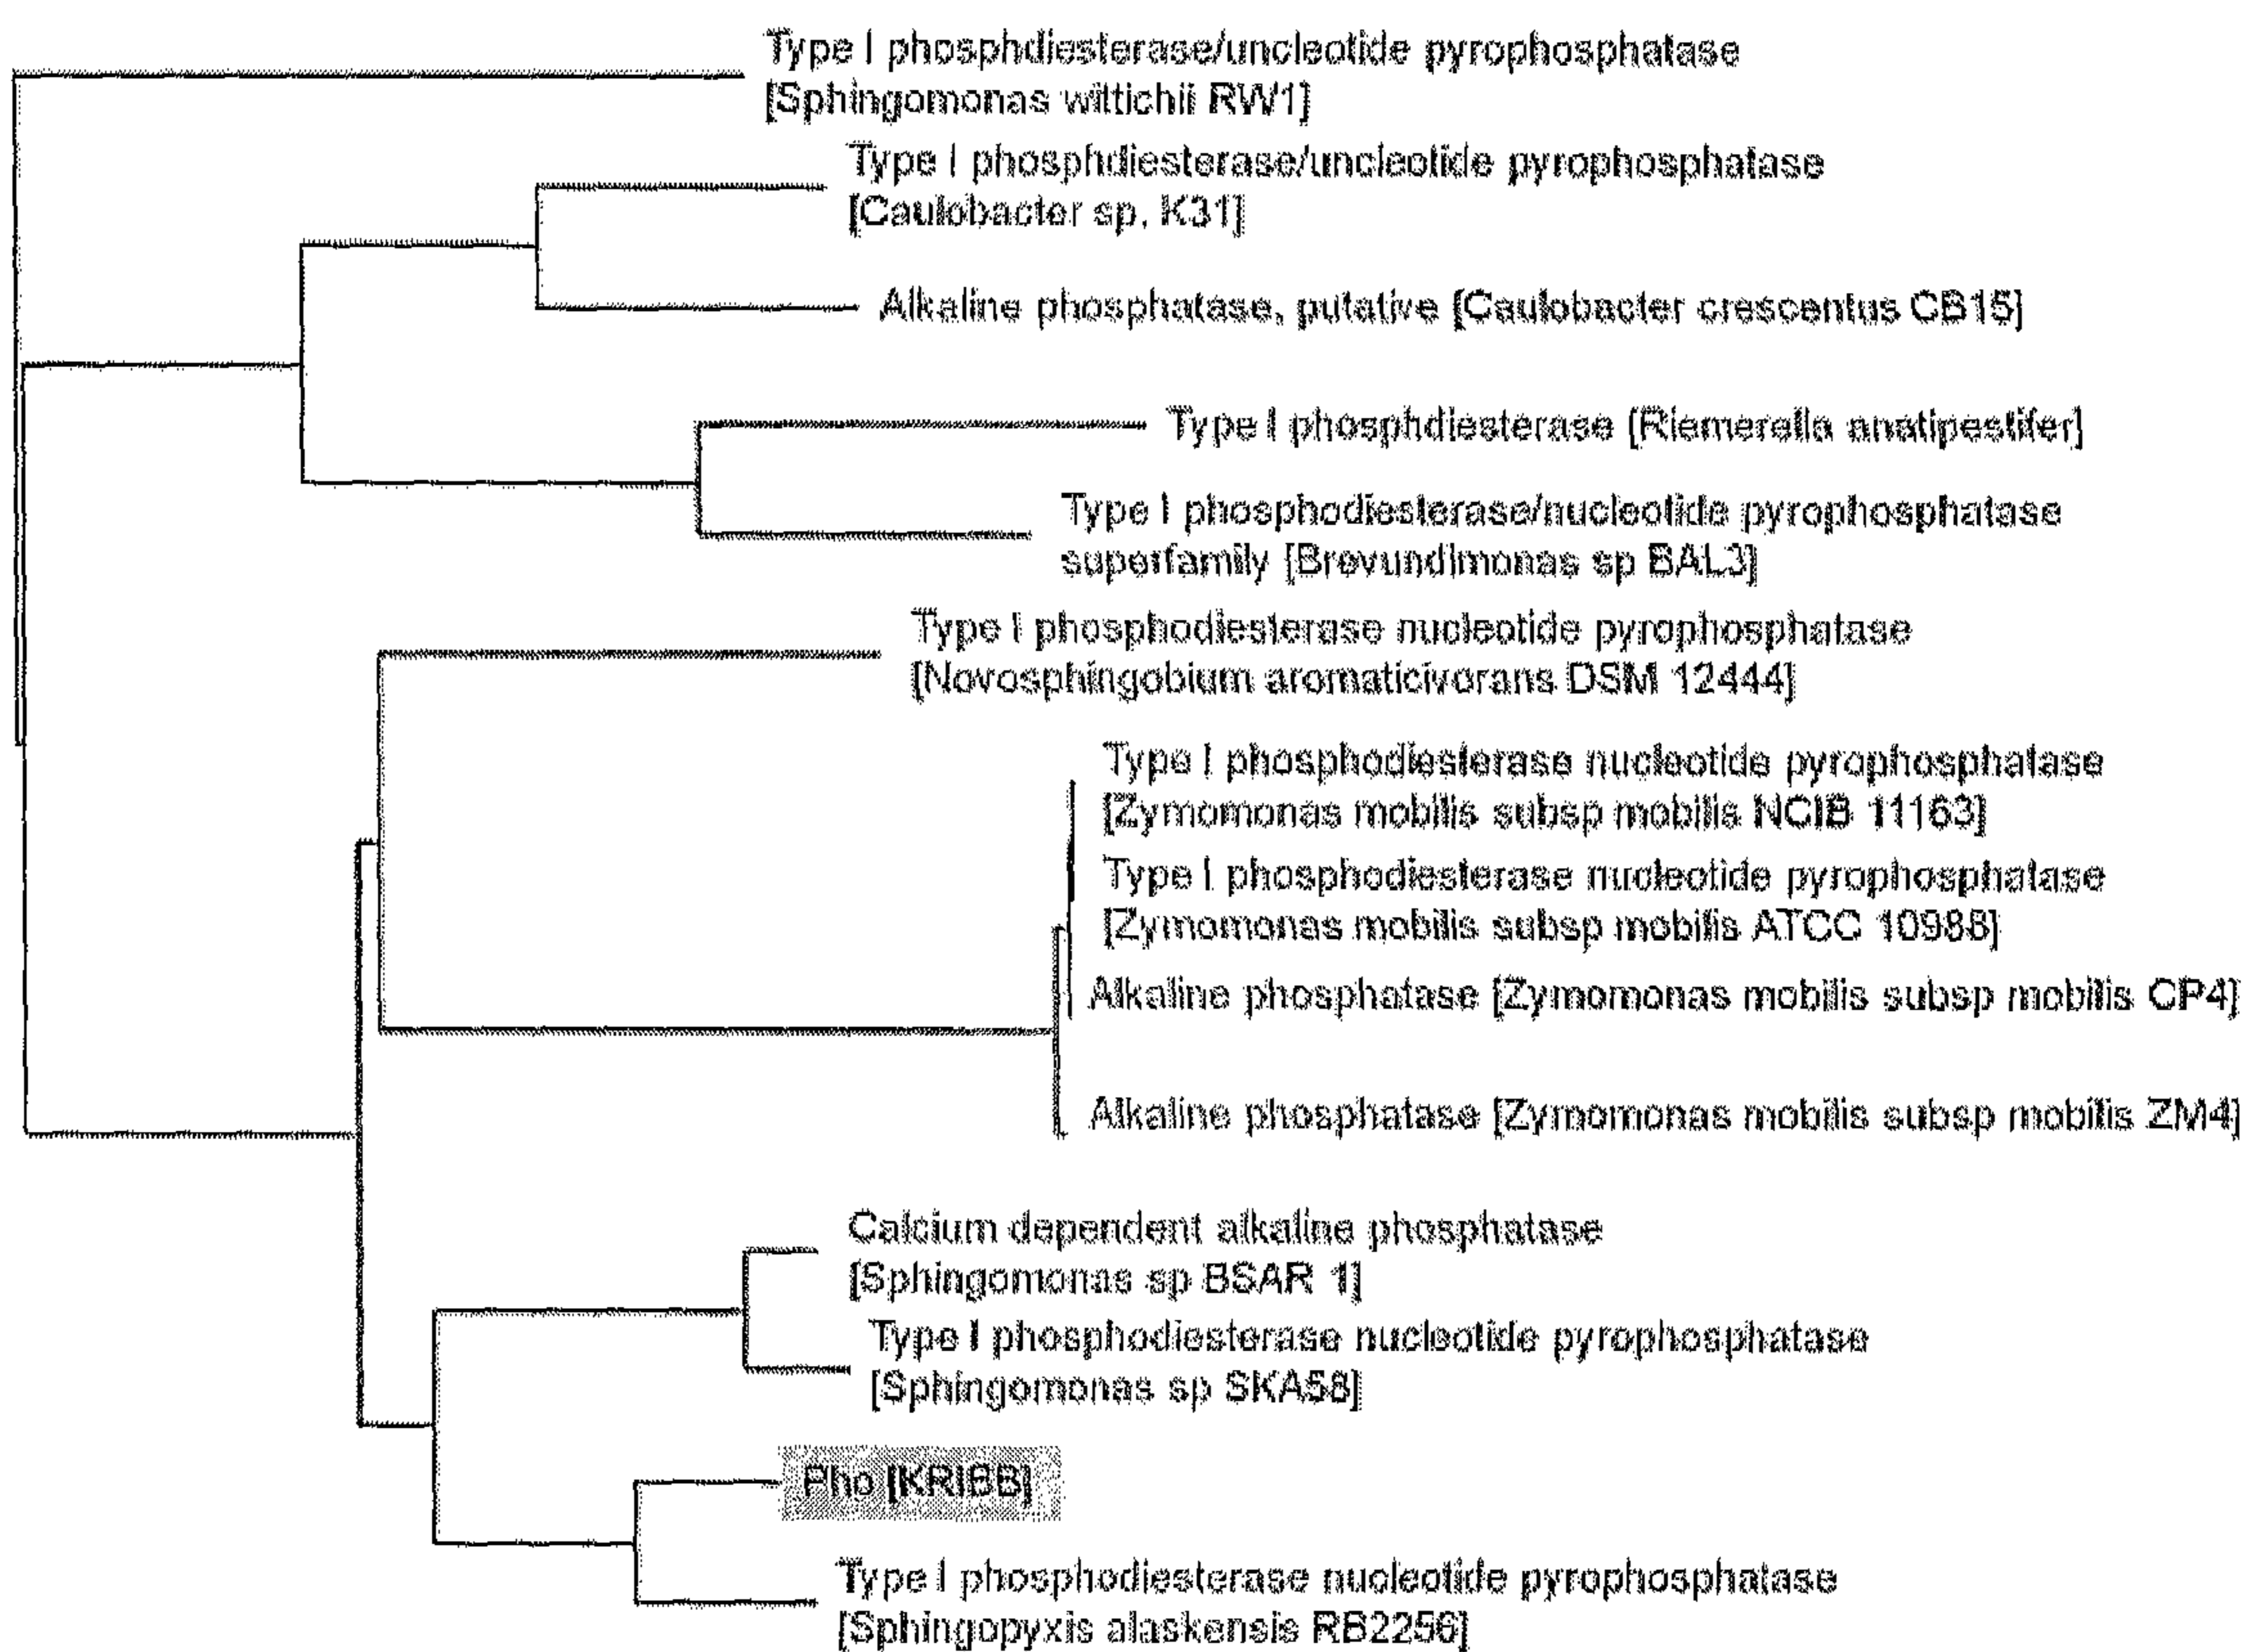 Type I phosphdiesterase/uncleotide pyrophosphatase
[Sphingomonas wittichii RW1]
Type I phosphdiesterase/uncleotide pyrophosphatase
[Caulobacter sp. K31]
Alkaline phosphatase, putative [Caulobacter crescentus CB15]
Type I phosphdiesterase [Riemerella anatipestifer]
Type I phosphodiesterase/nucleotide pyrophosphatase
superfamily [Brevundimonas sp BAL3]
Type I phosphodiesterase nucleotide pyrophosphatase
[Novosphingobium aromaticivorans DSM 12444]
Type I phosphodiesterase nucleotide pyrophosphatase
[Zymomonas mobilis subsp mobilis NCIB 11163]
Type I phosphodiesterase nucleotide pyrophosphatase
[Zymomonas mobilis subsp mobilis ATCC 10988]
Alkaline phosphatase [Zymomonas mobilis subsp mobilis CP4]
Alkaline phosphatase [Zymomonas mobilis subsp mobilis ZM4]
Calcium dependent alkaline phosphatase
[Sphingomonas sp BSAR 1]
Type I phosphodiesterase nucleotide pyrophosphatase
[Sphingomonas sp SKA58]
Pho [KRIBB]
Type I phosphodiesterase nucleotide pyrophosphatase
[Sphingopyxis alaskensis RB2256]